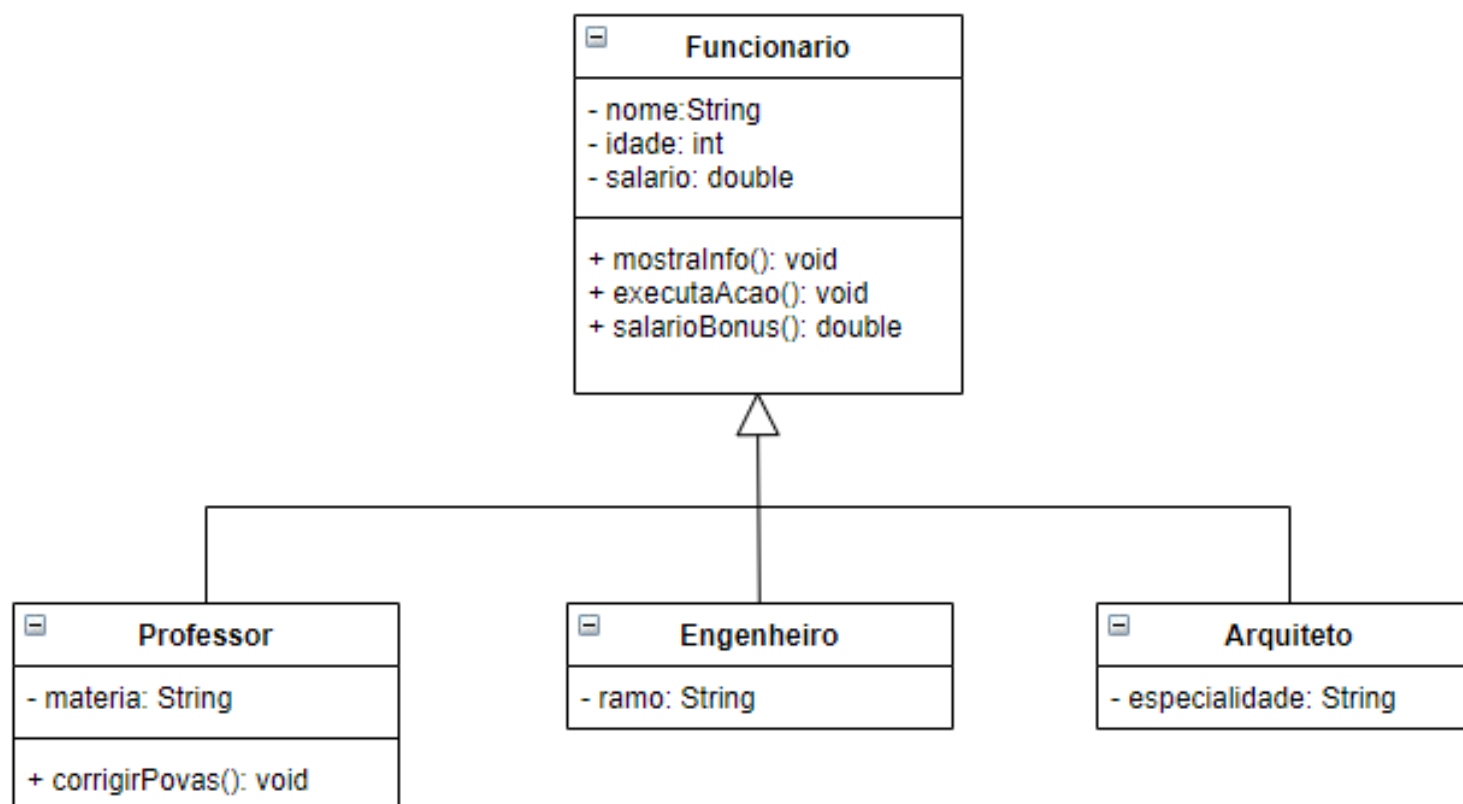 Funcionario
- nome:String
- idade: int
- salario: double
+ mostraInfo(): void
+ executaAcao(): void
+ salarioBonus(): double
Professor
- materia: String
+ corrigirPovas(): void
Engenheiro
- ramo: String
Arquiteto
- especialidade: String